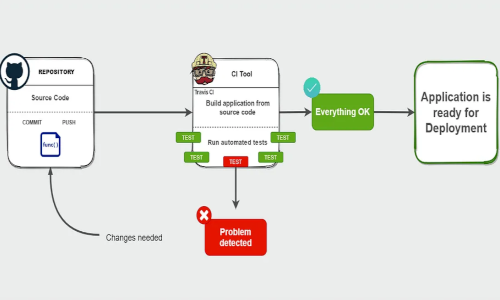 REPOSITORY
Source Code
COMMIT PUSH
func()
Travis CI
CI Tool
Build application from
source code
Run automated tests
TEST
TEST
TEST
TEST
TEST
Everything OK
Application is
ready for
Deployment
Problem
detected
Changes needed